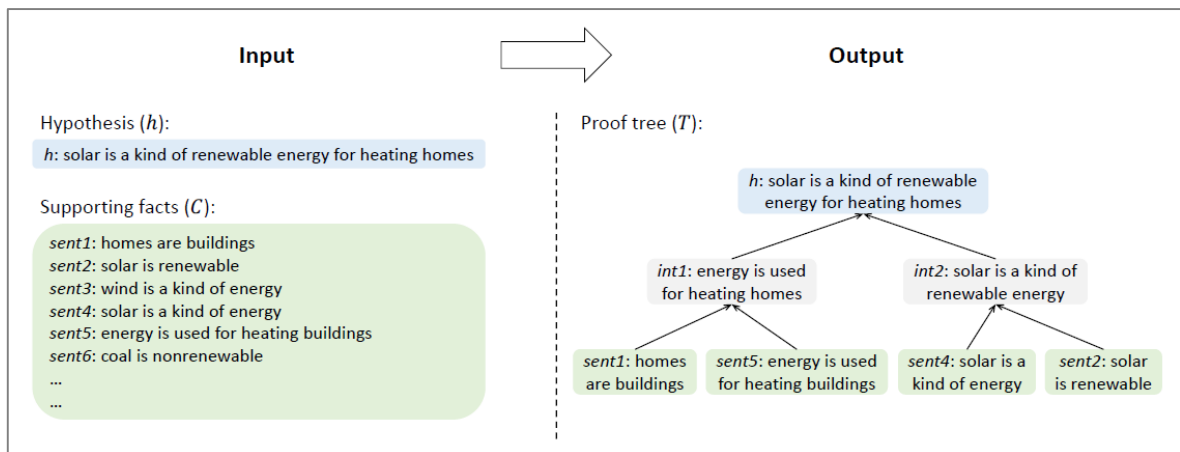 Input
Output
Hypothesis (h):
h: solar is a kind of renewable energy for heating homes
Supporting facts (C):
sent1: homes are buildings
sent2: solar is renewable
sent3: wind is a kind of energy
sent4: solar is a kind of energy
sent5: energy is used for heating buildings
sent6: coal is nonrenewable
...
...
Proof tree (T):
h: solar is a kind of renewable
energy for heating homes
int1: energy is used
for heating homes
int2: solar is a kind of
renewable energy
sent1: homes
are buildings
sent5: energy is used
for heating buildings
sent4: solar is a
kind of energy
sent2: solar
is renewable